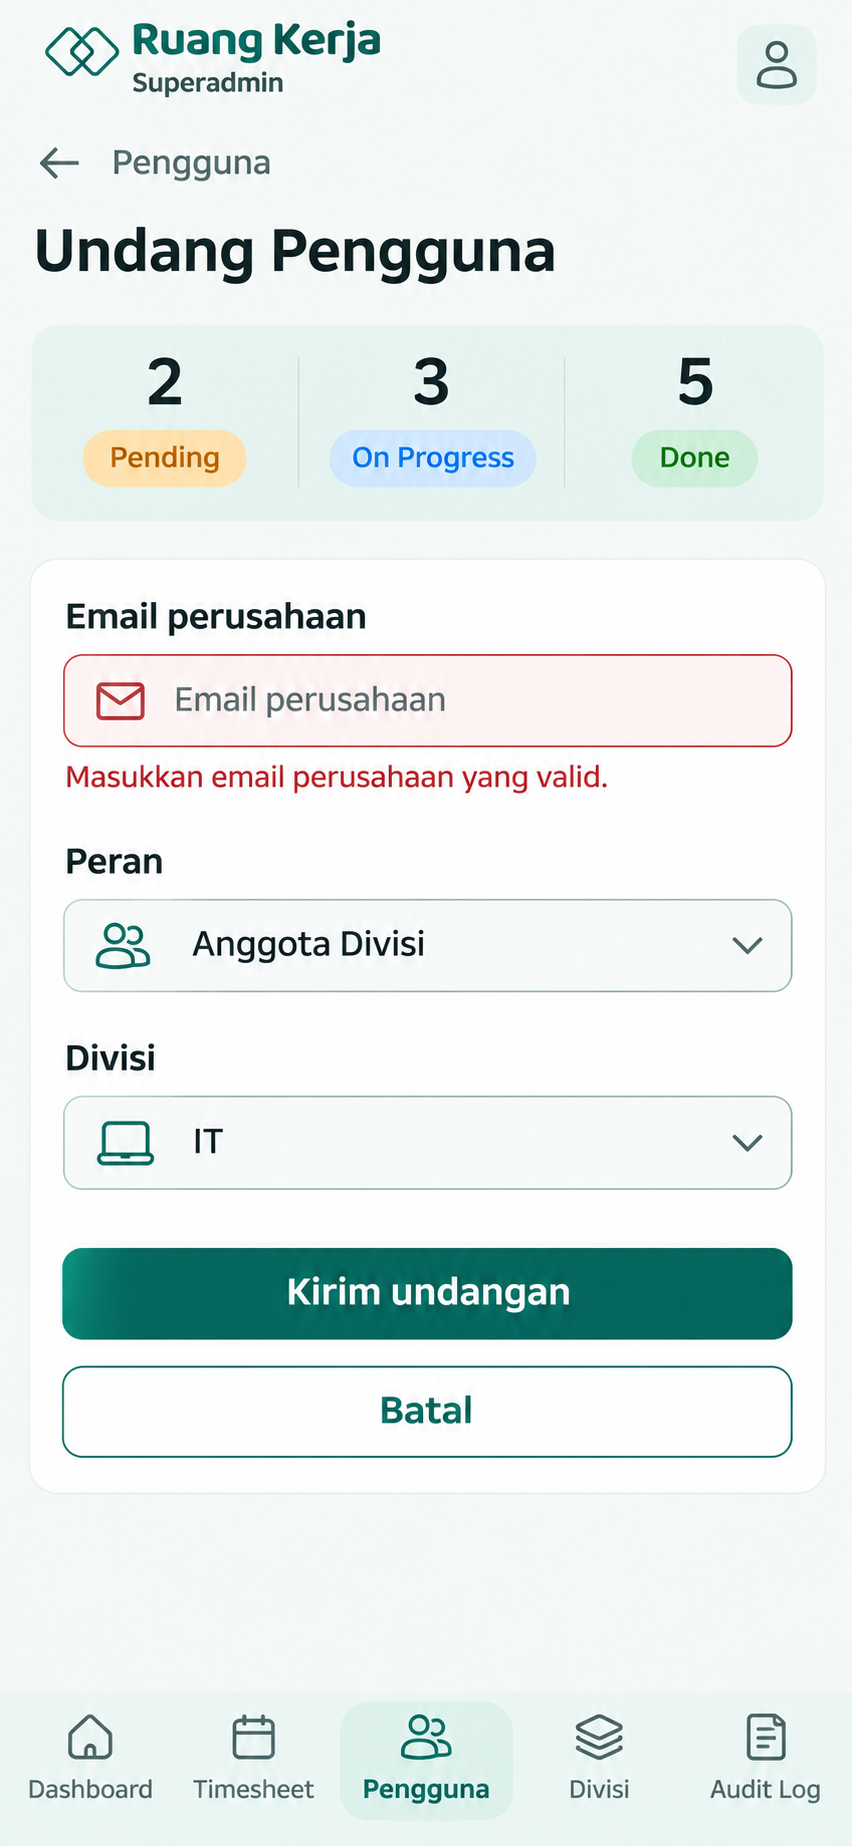 Ruang Kerja
Superadmin
Pengguna
Undang Pengguna
2
Pending
3
On Progress
5
Done
Email perusahaan
Email perusahaan
Masukkan email perusahaan yang valid.
Peran
Anggota Divisi
Divisi
IT
Kirim undangan
Batal
Dashboard
Timesheet
Pengguna
Divisi
Audit Log